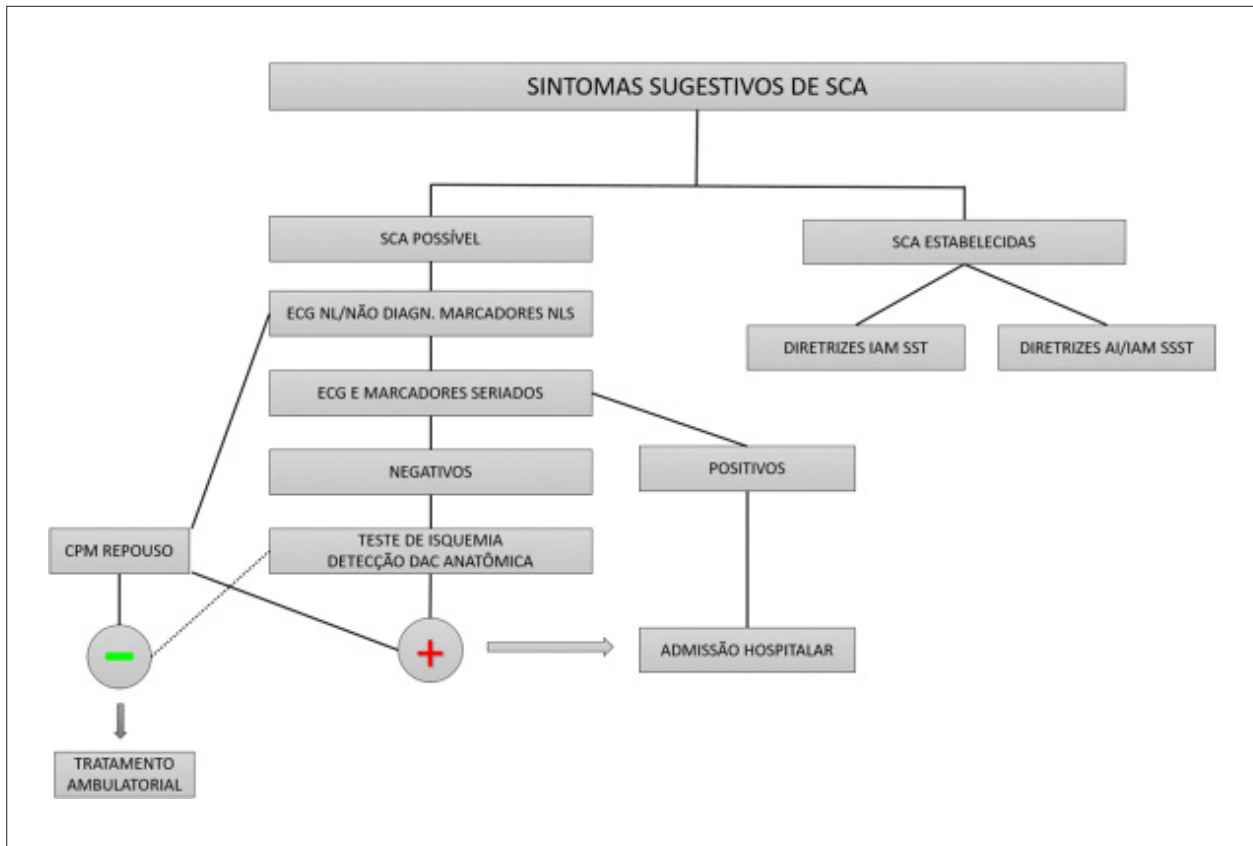 SINTOMAS SUGESTIVOS DE SCA
SCA POSSÍVEL
SCA ESTABELECIDAS
ECG NL/NÃO DIAGN. MARCADORES NLS
DIRETRIZES IAM SST
DIRETRIZES AI/IAM SSST
ECG E MARCADORES SERIADOS
NEGATIVOS
POSITIVOS
CPM REPOUSO
TESTE DE ISQUEMIA
DETECÇÃO DAC ANATÔMICA
−
+
ADMISSÃO HOSPITALAR
TRATAMENTO
AMBULATORIAL